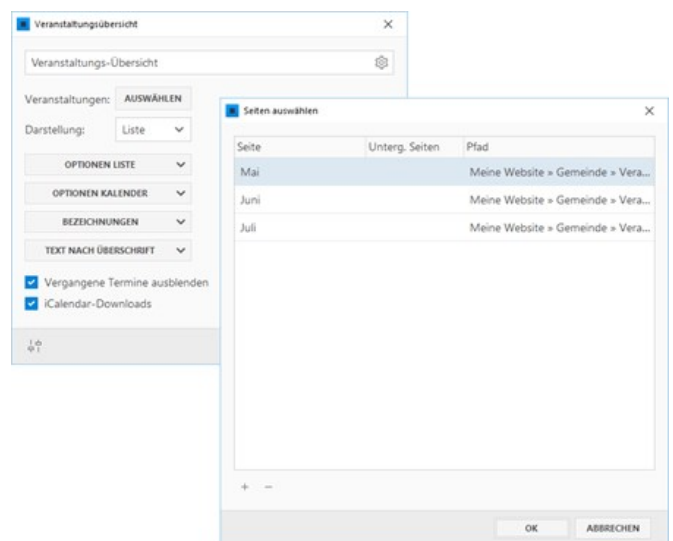 Veranstaltungsübersicht
Veranstaltungs-Übersicht
Veranstaltungen: AUSWÄHLEN
Darstellung: Liste
OPTIONEN LISTE
OPTIONEN KALENDER
BEZEICHNUNGEN
TEXT NACH ÜBERSCHRIFT
Vergangene Termine ausblenden
iCalendar-Downloads
Seiten auswählen
Seite Unterg. Seiten Pfad
Mai Meine Website » Gemeinde » Vera...
Juni Meine Website » Gemeinde » Vera...
Juli Meine Website » Gemeinde » Vera...
+ −
OK ABBRECHEN